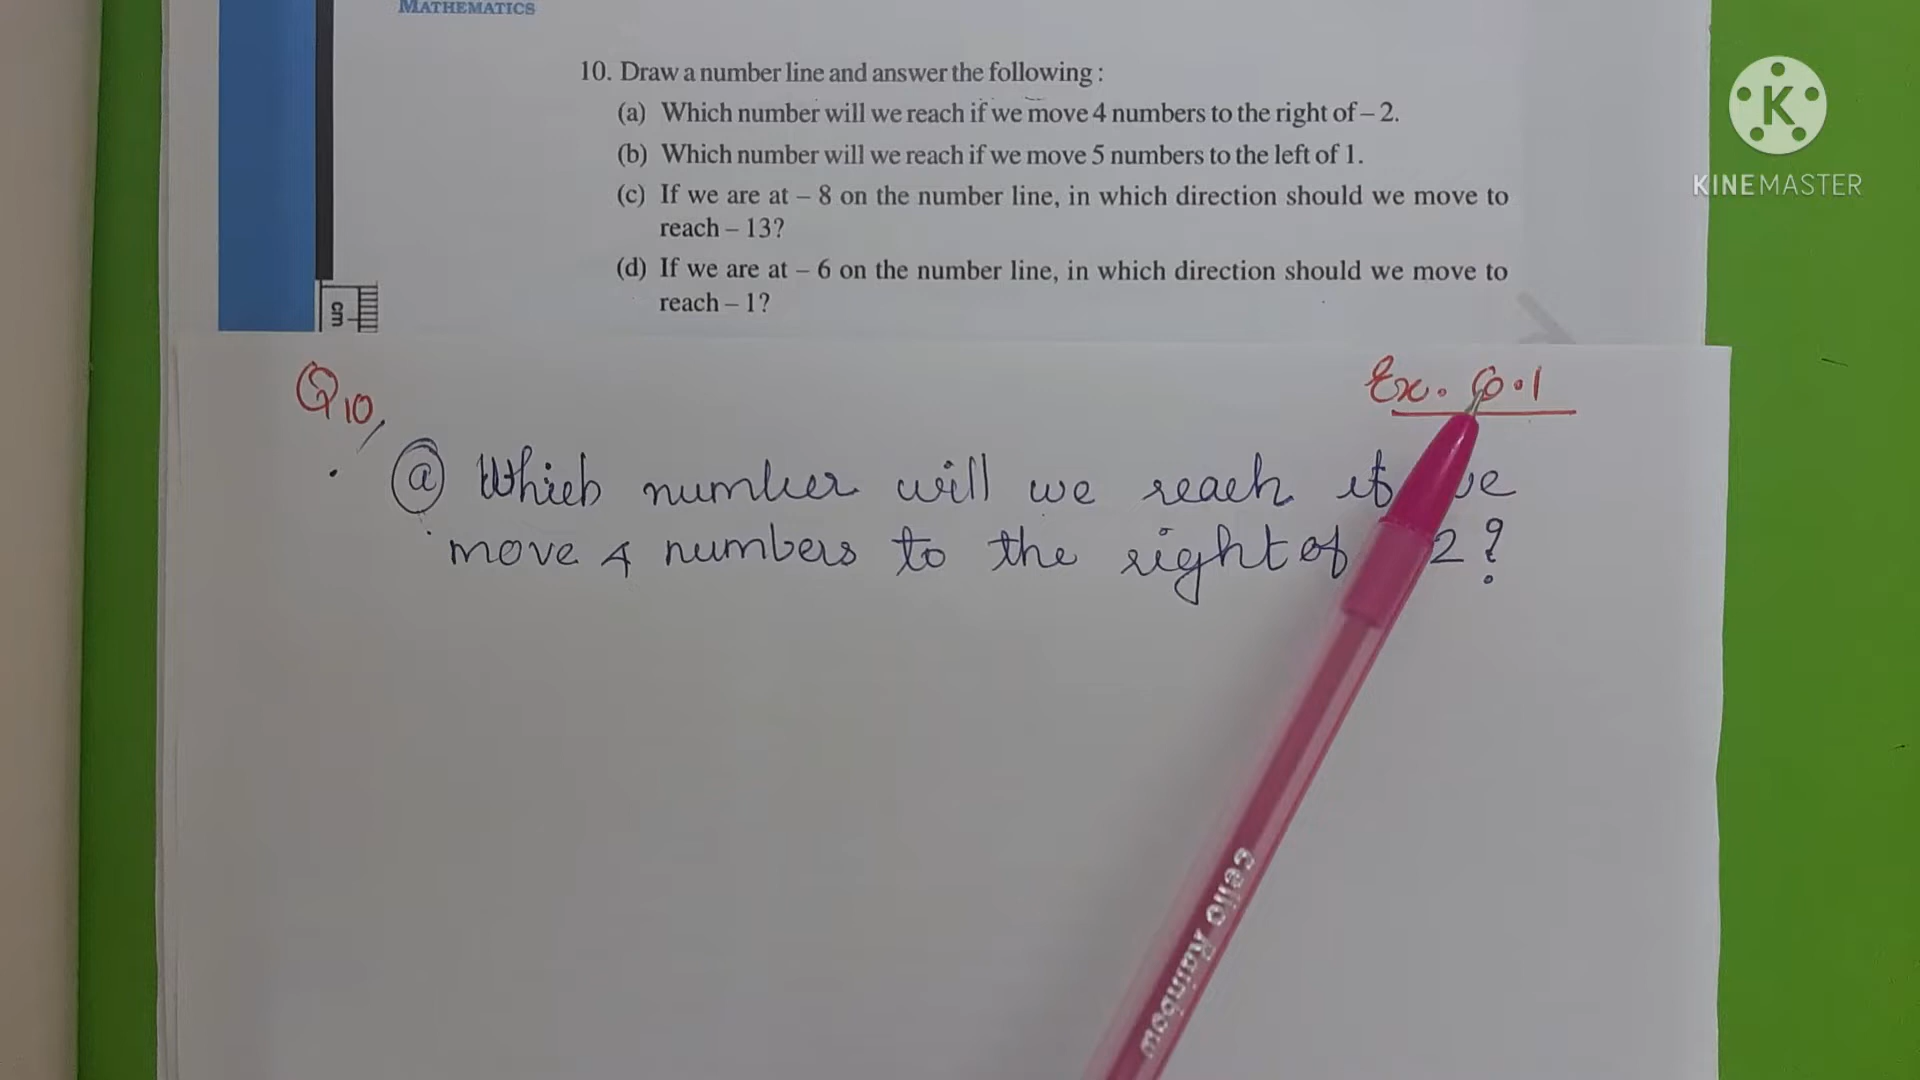 MATHEMATICS
10. Draw a number line and answer the following :
(a) Which number will we reach if we move 4 numbers to the right of – 2.
(b) Which number will we reach if we move 5 numbers to the left of 1.
(c) If we are at – 8 on the number line, in which direction should we move to
reach – 13?
(d) If we are at – 6 on the number line, in which direction should we move to
reach – 1?
K
KINEMASTER
cm
Q10,
Ex. 6.1
(a) Which number will we reach if we
move 4 numbers to the right of 2?
cello Rainbow